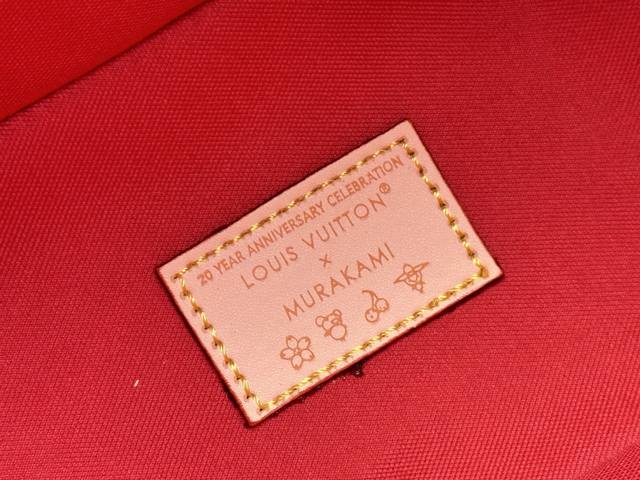 20 YEAR ANNIVERSARY CELEBRATION
LOUIS VUITTON®
×
MURAKAMI